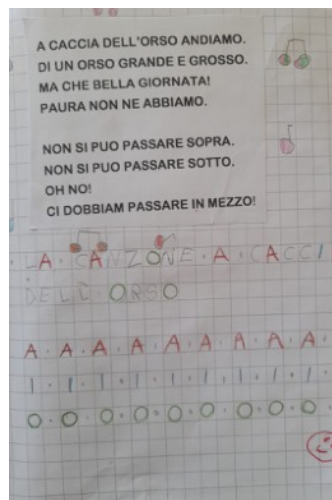 A CACCIA DELL'ORSO ANDIAMO.
DI UN ORSO GRANDE E GROSSO.
MA CHE BELLA GIORNATA!
PAURA NON NE ABBIAMO.
NON SI PUO PASSARE SOPRA.
NON SI PUO PASSARE SOTTO.
OH NO!
CI DOBBIAM PASSARE IN MEZZO!
LA · CANZONE · A · CACCI
DELL ORSO
A · A · A · A · A · A · A · A · A ·
I · I · I · I · I · I · I · I · I ·
O · O · O · O · O · O · O · O · O ·